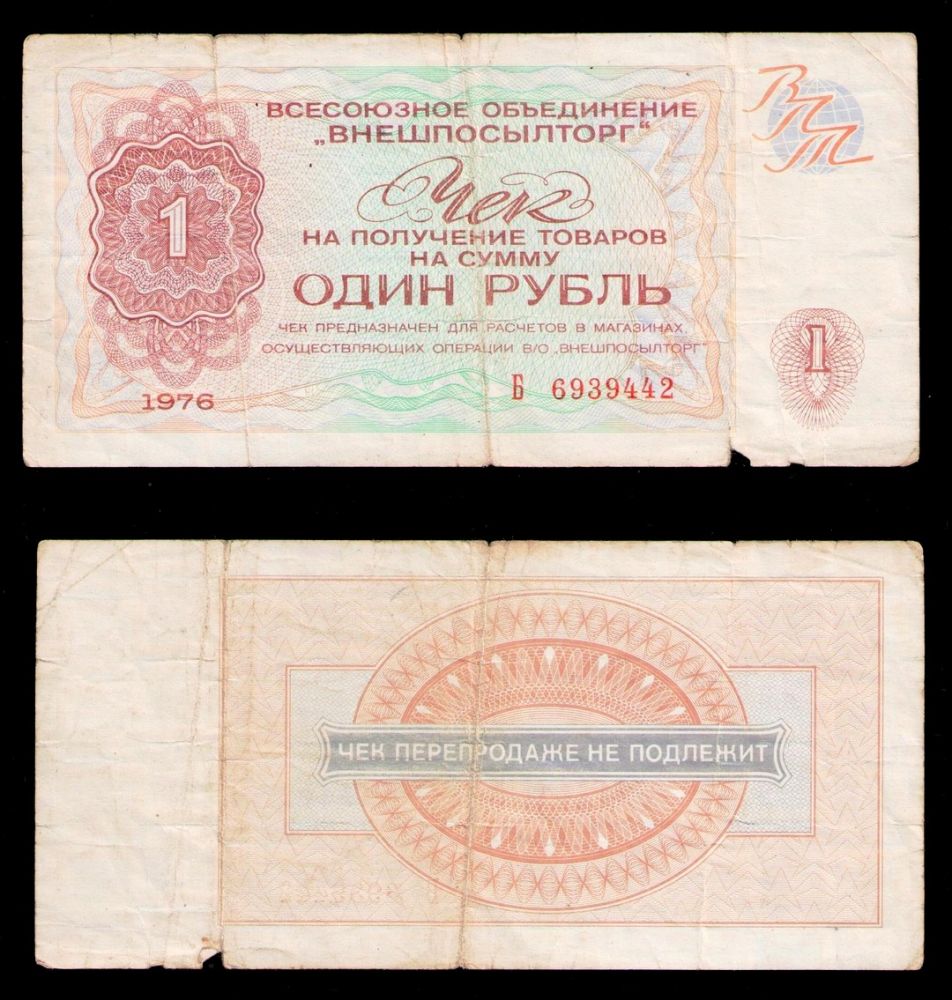 ВСЕСОЮЗНОЕ ОБЪЕДИНЕНИЕ
„ВНЕШПОСЫЛТОРГ“
ВПТ
Чек
НА ПОЛУЧЕНИЕ ТОВАРОВ
НА СУММУ
1
ОДИН РУБЛЬ
ЧЕК ПРЕДНАЗНАЧЕН ДЛЯ РАСЧЕТОВ В МАГАЗИНАХ,
ОСУЩЕСТВЛЯЮЩИХ ОПЕРАЦИИ В/О „ВНЕШПОСЫЛТОРГ“
1
1976
Б 6939442
ЧЕК ПЕРЕПРОДАЖЕ НЕ ПОДЛЕЖИТ